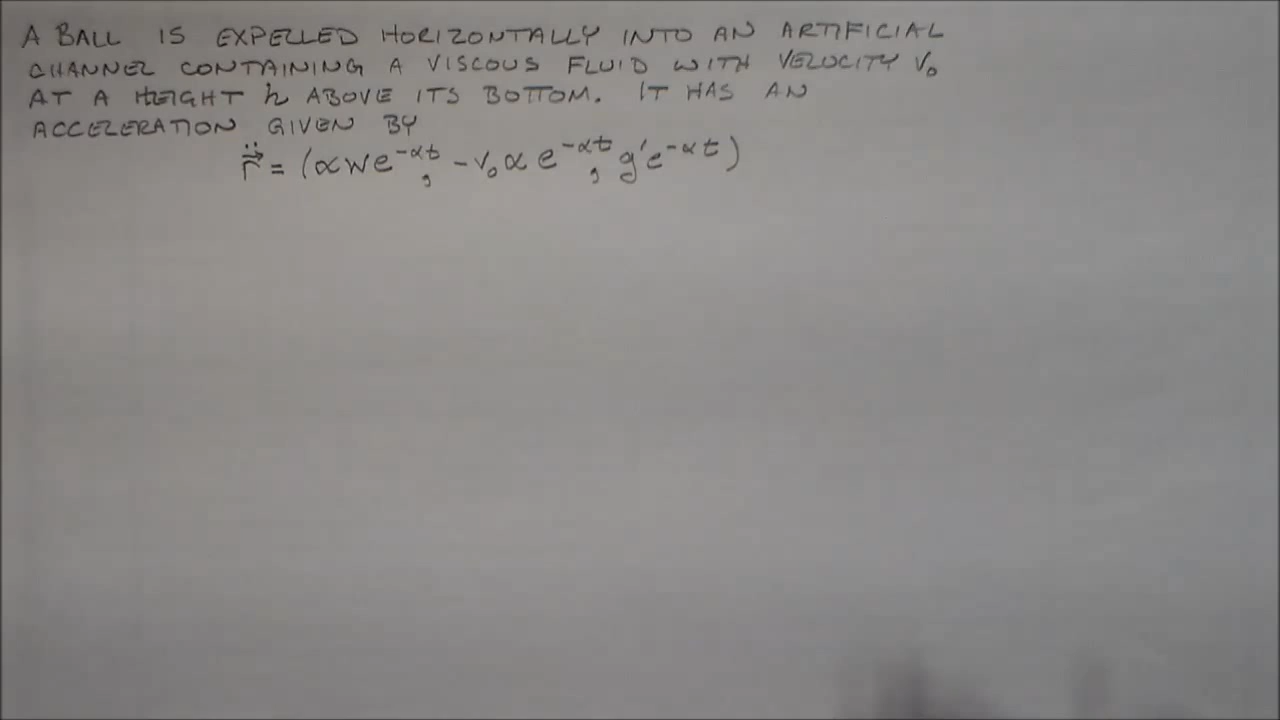 A BALL IS EXPELLED HORIZONTALLY INTO AN ARTIFICIAL
CHANNEL CONTAINING A VISCOUS FLUID WITH VELOCITY V₀
AT A HEIGHT h ABOVE ITS BOTTOM. IT HAS AN
ACCELERATION GIVEN BY
r⃗̈ = (αWe^{-αt}, -V₀αe^{-αt}, g'e^{-αt})